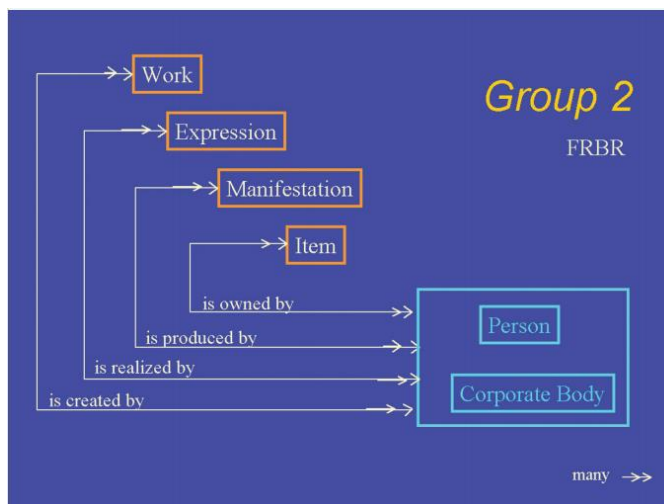 Work
Group 2
Expression
FRBR
Manifestation
Item
is owned by
Person
is produced by
is realized by
Corporate Body
is created by
many